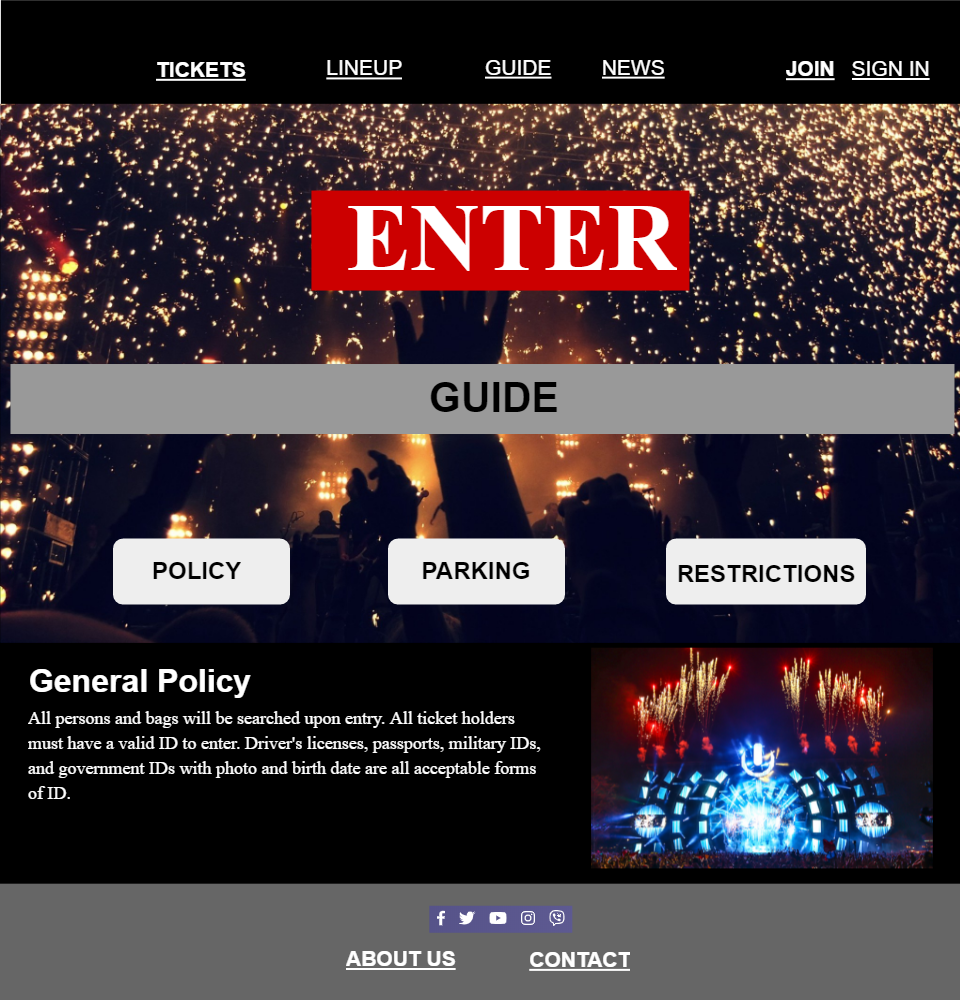 TICKETS LINEUP GUIDE NEWS JOIN SIGN IN
ENTER
GUIDE
POLICY PARKING RESTRICTIONS
General Policy
All persons and bags will be searched upon entry. All ticket holders
must have a valid ID to enter. Driver's licenses, passports, military IDs,
and government IDs with photo and birth date are all acceptable forms
of ID.
ABOUT US CONTACT